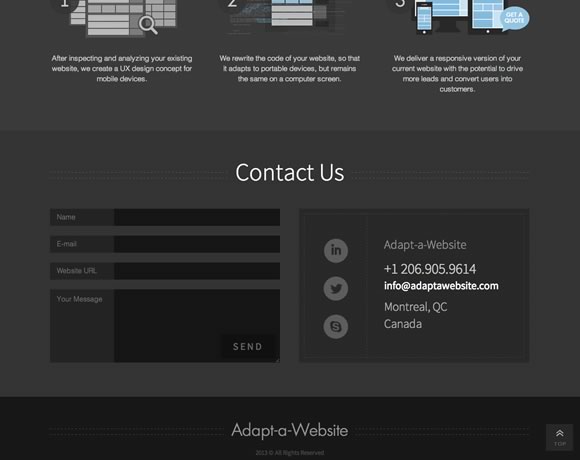 1
2
3
GET A
QUOTE
After inspecting and analyzing your existing
website, we create a UX design concept for
mobile devices.
We rewrite the code of your website, so that
it adapts to portable devices, but remains
the same on a computer screen.
We deliver a responsive version of your
current website with the potential to drive
more leads and convert users into
customers.
Contact Us
Name
E-mail
Website URL
Your Message
SEND
in
Adapt-a-Website
+1 206.905.9614
info@adaptawebsite.com
Montreal, QC
Canada
Adapt-a-Website
2013 © All Rights Reserved
TOP